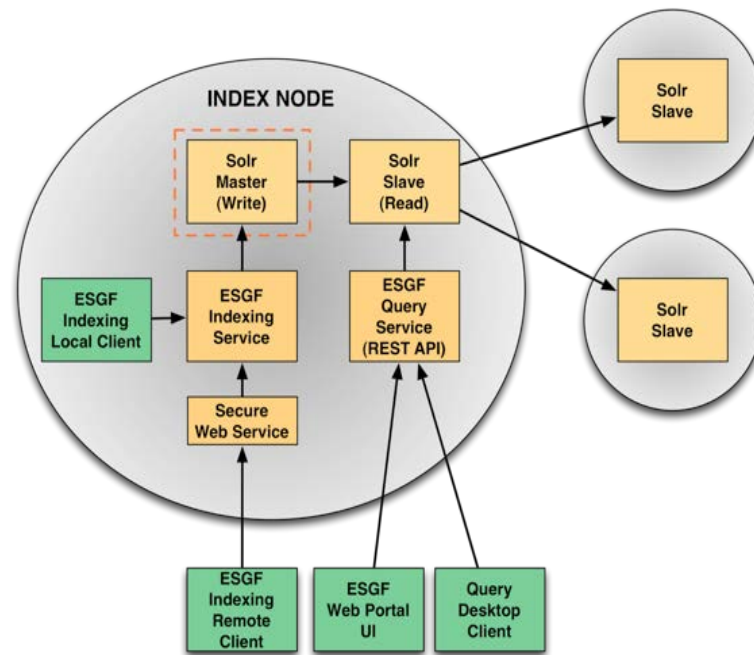 INDEX NODE
Solr
Master
(Write)
Solr
Slave
(Read)
Solr
Slave
ESGF
Indexing
Local Client
ESGF
Indexing
Service
ESGF
Query
Service
(REST API)
Solr
Slave
Secure
Web Service
ESGF
Indexing
Remote
Client
ESGF
Web Portal
UI
Query
Desktop
Client